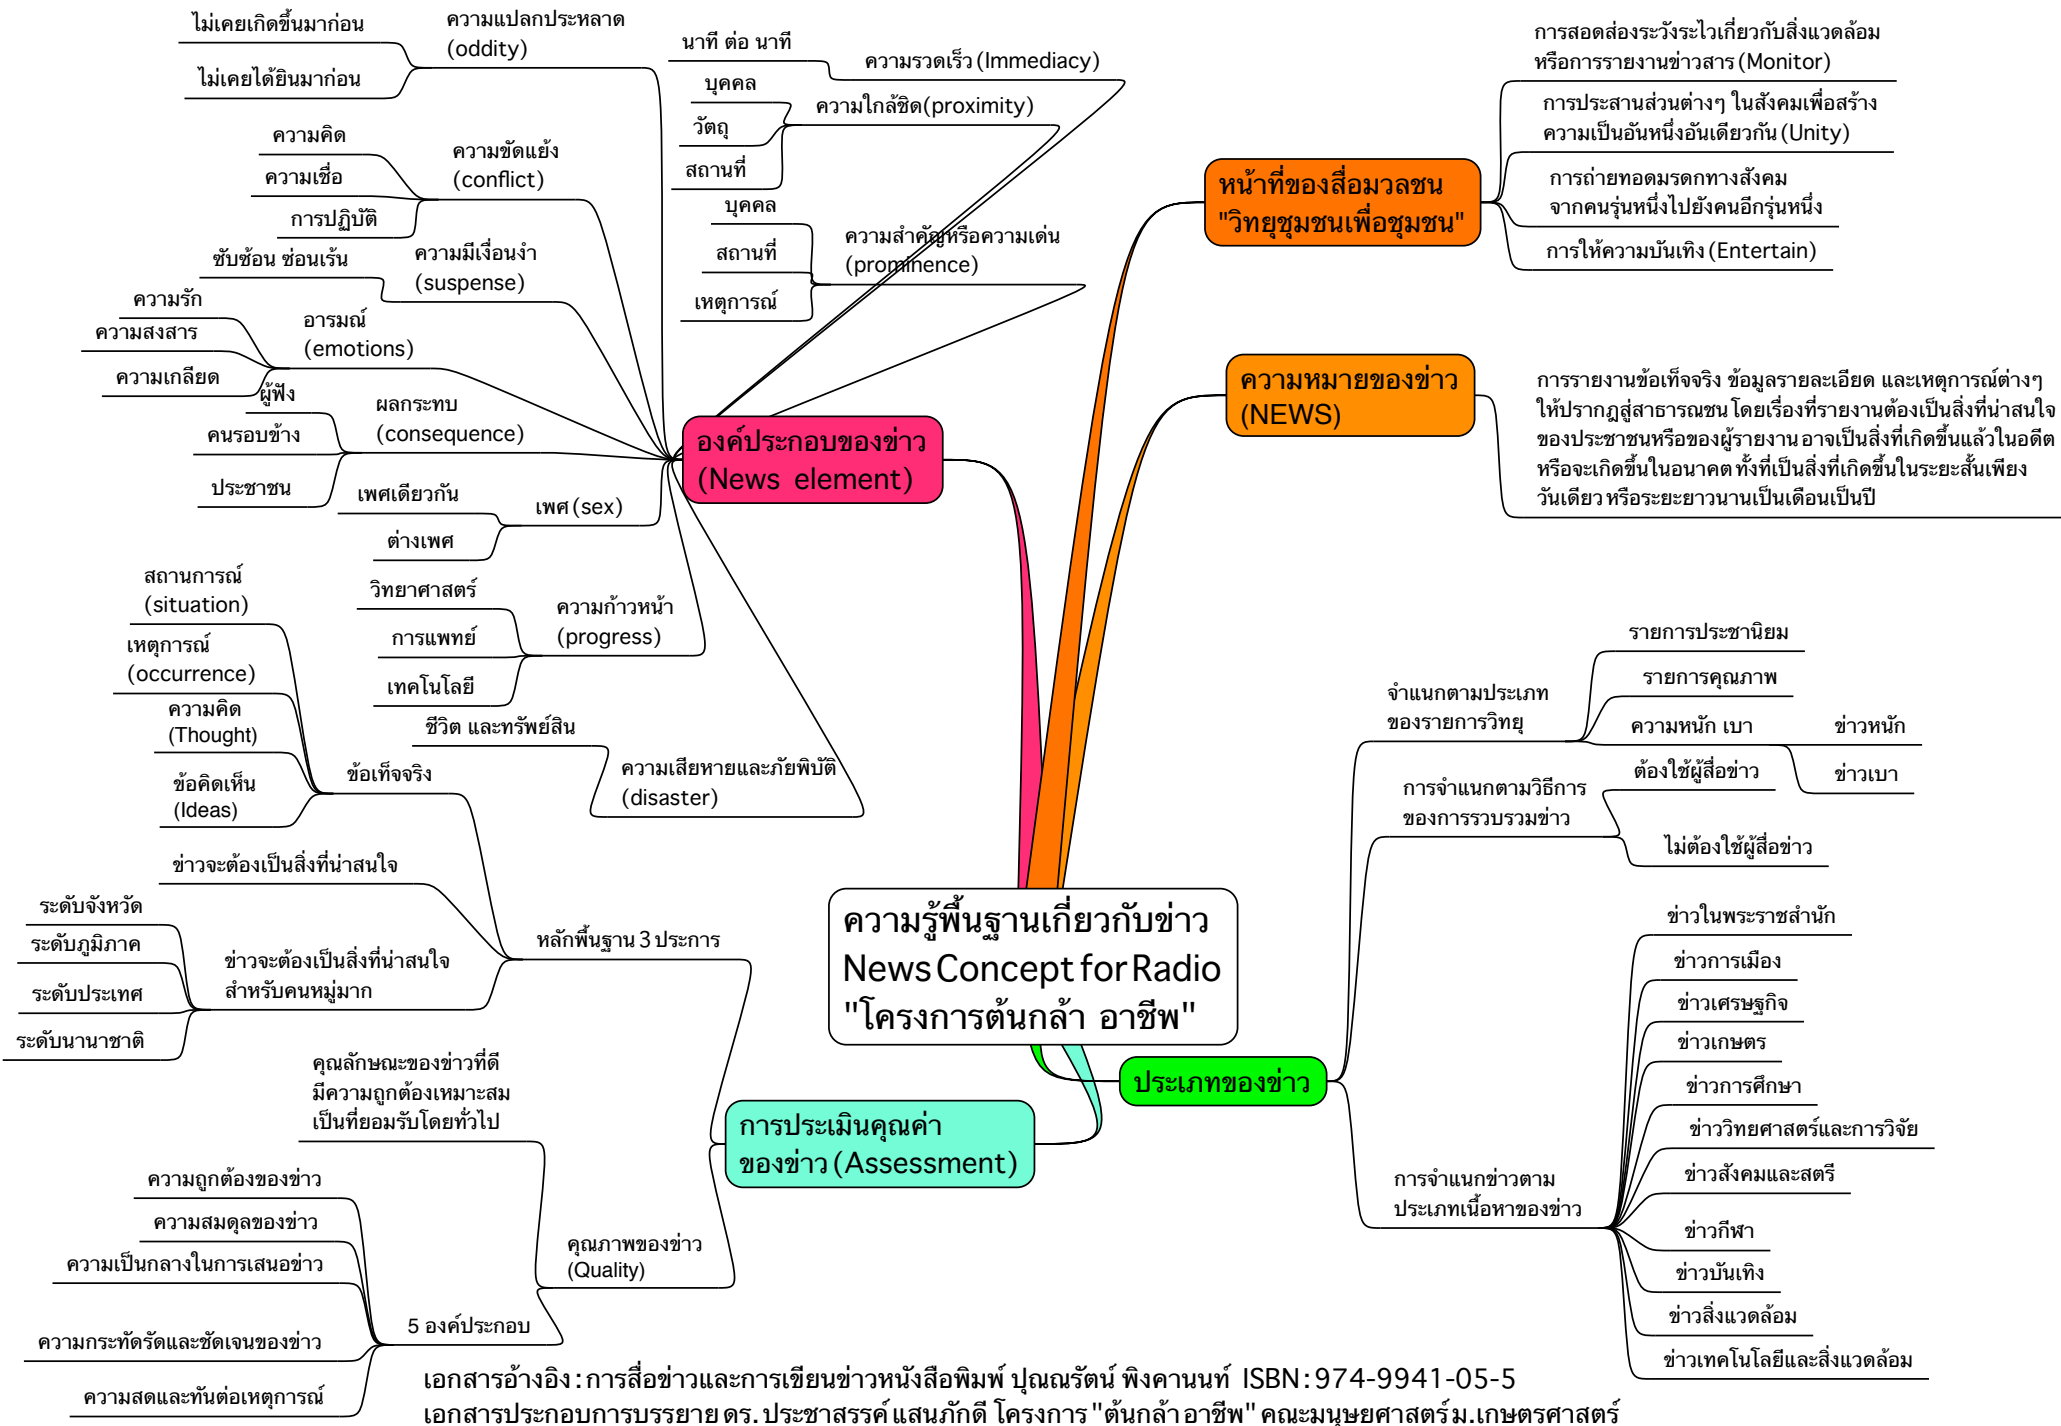 ความรู้พื้นฐานเกี่ยวกับข่าว
News Concept for Radio
"โครงการต้นกล้า อาชีพ"
หน้าที่ของสื่อมวลชน
"วิทยุชุมชนเพื่อชุมชน"
การสอดส่องระวังระไวเกี่ยวกับสิ่งแวดล้อม
หรือการรายงานข่าวสาร (Monitor)
การประสานส่วนต่างๆ ในสังคมเพื่อสร้าง
ความเป็นอันหนึ่งอันเดียวกัน (Unity)
การถ่ายทอดมรดกทางสังคม
จากคนรุ่นหนึ่งไปยังคนอีกรุ่นหนึ่ง
การให้ความบันเทิง (Entertain)
ความหมายของข่าว
(NEWS)
การรายงานข้อเท็จจริง ข้อมูลรายละเอียด และเหตุการณ์ต่างๆ
ให้ปรากฎสู่สาธารณชน โดยเรื่องที่รายงานต้องเป็นสิ่งที่น่าสนใจ
ของประชาชนหรือของผู้รายงาน อาจเป็นสิ่งที่เกิดขึ้นแล้วในอดีต
หรือจะเกิดขึ้นในอนาคต ทั้งที่เป็นสิ่งที่เกิดขึ้นในระยะสั้นเพียง
วันเดียว หรือระยะยาวนานเป็นเดือนเป็นปี
ประเภทของข่าว
จำแนกตามประเภท
ของรายการวิทยุ
รายการประชานิยม
รายการคุณภาพ
ความหนัก เบา
ข่าวหนัก
ข่าวเบา
การจำแนกตามวิธีการ
ของการรวบรวมข่าว
ต้องใช้ผู้สื่อข่าว
ไม่ต้องใช้ผู้สื่อข่าว
การจำแนกข่าวตาม
ประเภทเนื้อหาของข่าว
ข่าวในพระราชสำนัก
ข่าวการเมือง
ข่าวเศรษฐกิจ
ข่าวเกษตร
ข่าวการศึกษา
ข่าววิทยศาสตร์และการวิจัย
ข่าวสังคมและสตรี
ข่าวกีฬา
ข่าวบันเทิง
ข่าวสิ่งแวดล้อม
ข่าวเทคโนโลยีและสิ่งแวดล้อม
องค์ประกอบของข่าว
(News element)
ความรวดเร็ว (Immediacy)
นาที ต่อ นาที
ความใกล้ชิด(proximity)
บุคคล
วัตถุ
สถานที่
ความสำคัญหรือความเด่น
(prominence)
บุคคล
สถานที่
เหตุการณ์
ความแปลกประหลาด
(oddity)
ไม่เคยเกิดขึ้นมาก่อน
ไม่เคยได้ยินมาก่อน
ความขัดแย้ง
(conflict)
ความคิด
ความเชื่อ
การปฏิบัติ
ความมีเงื่อนงำ
(suspense)
ซับซ้อน ซ่อนเร้น
อารมณ์
(emotions)
ความรัก
ความสงสาร
ความเกลียด
ผลกระทบ
(consequence)
ผู้ฟัง
คนรอบข้าง
ประชาชน
เพศ (sex)
เพศเดียวกัน
ต่างเพศ
ความก้าวหน้า
(progress)
วิทยาศาสตร์
การแพทย์
เทคโนโลยี
ความเสียหายและภัยพิบัติ
(disaster)
ชีวิต และทรัพย์สิน
การประเมินคุณค่า
ของข่าว (Assessment)
หลักพื้นฐาน 3 ประการ
ข้อเท็จจริง
สถานการณ์
(situation)
เหตุการณ์
(occurrence)
ความคิด
(Thought)
ข้อคิดเห็น
(Ideas)
ข่าวจะต้องเป็นสิ่งที่น่าสนใจ
ข่าวจะต้องเป็นสิ่งที่น่าสนใจ
สำหรับคนหมู่มาก
ระดับจังหวัด
ระดับภูมิภาค
ระดับประเทศ
ระดับนานาชาติ
คุณภาพของข่าว
(Quality)
คุณลักษณะของข่าวที่ดี
มีความถูกต้องเหมาะสม
เป็นที่ยอมรับโดยทั่วไป
5 องค์ประกอบ
ความถูกต้องของข่าว
ความสมดุลของข่าว
ความเป็นกลางในการเสนอข่าว
ความกระทัดรัดและชัดเจนของข่าว
ความสดและทันต่อเหตุการณ์
เอกสารอ้างอิง : การสื่อข่าวและการเขียนข่าวหนังสือพิมพ์ ปุณณรัตน์ พิงคานนท์ ISBN : 974-9941-05-5
เอกสารประกอบการบรรยาย ดร. ประชาสรรค์ แสนภักดี โครงการ "ต้นกล้า อาชีพ" คณะมนุษยศาสตร์ ม.เกษตรศาสตร์